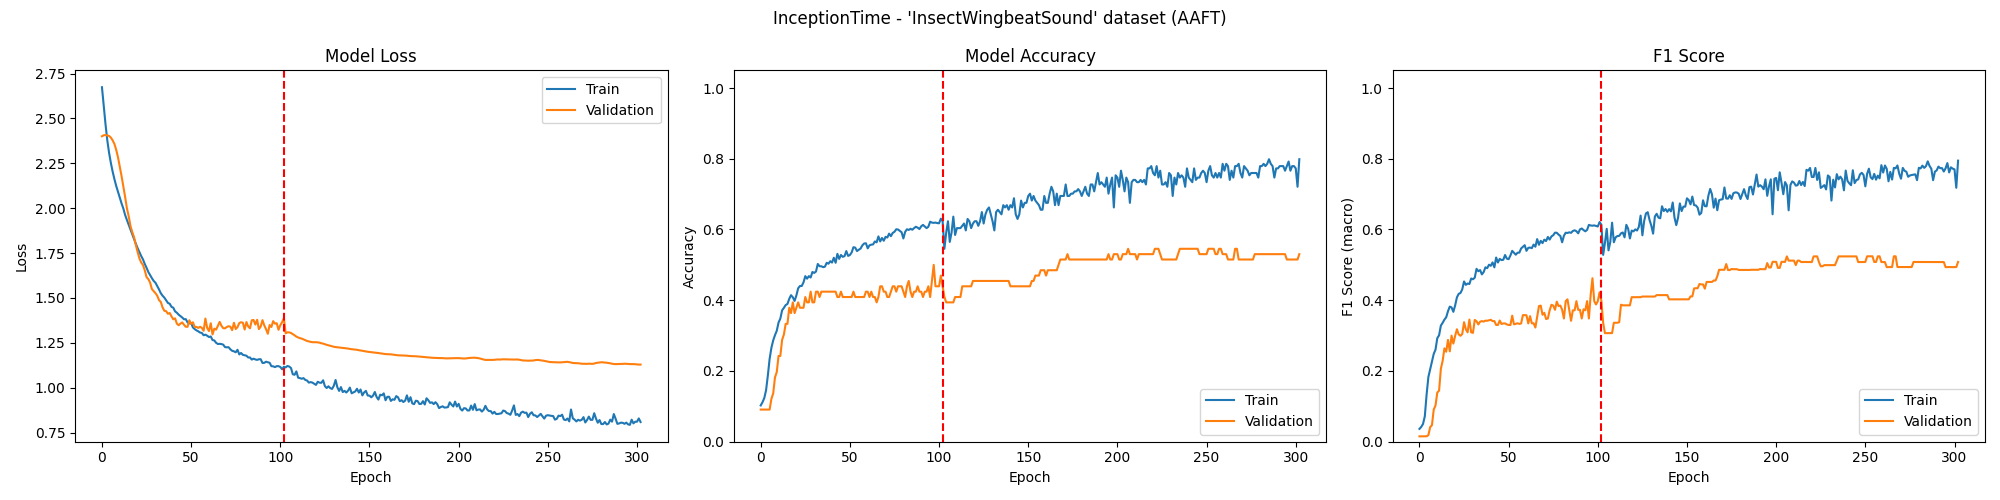 InceptionTime - 'InsectWingbeatSound' dataset (AAFT)
Model Loss
2.75
2.50
2.25
2.00
1.75
1.50
1.25
1.00
0.75
Loss
0 50 100 150 200 250 300
Epoch
Train
Validation
Model Accuracy
1.0
0.8
0.6
0.4
0.2
0.0
Accuracy
0 50 100 150 200 250 300
Epoch
Train
Validation
F1 Score
1.0
0.8
0.6
0.4
0.2
0.0
F1 Score (macro)
0 50 100 150 200 250 300
Epoch
Train
Validation